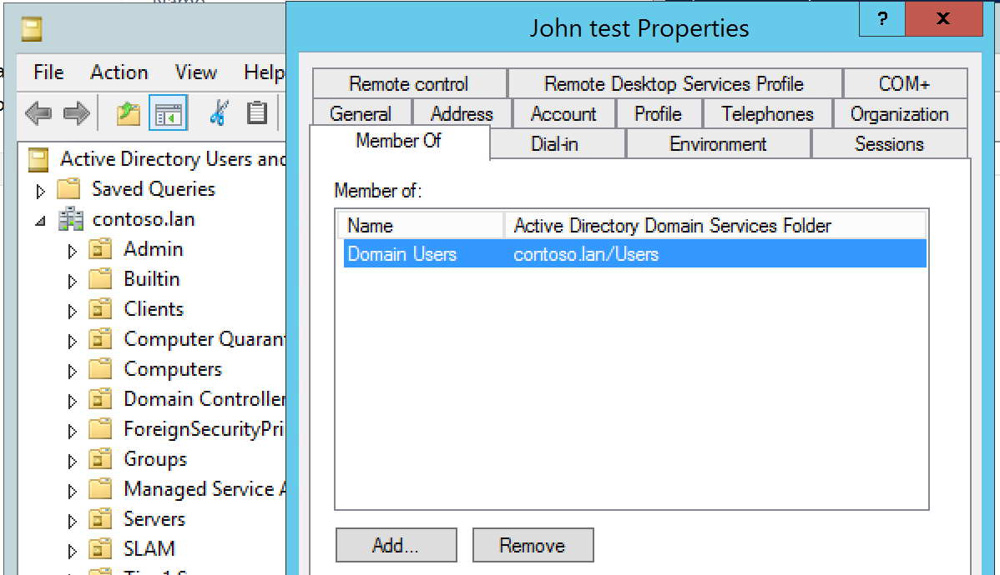 John test Properties
?
X
File Action View Help
Remote control Remote Desktop Services Profile COM+
General Address Account Profile Telephones Organization
Member Of Dial-in Environment Sessions
Active Directory Users and
Saved Queries
contoso.lan
Admin
Builtin
Clients
Computer Quarant
Computers
Domain Controller
ForeignSecurityPri
Groups
Managed Service A
Servers
SLAM
Member of:
Name Active Directory Domain Services Folder
Domain Users contoso.lan/Users
Add... Remove